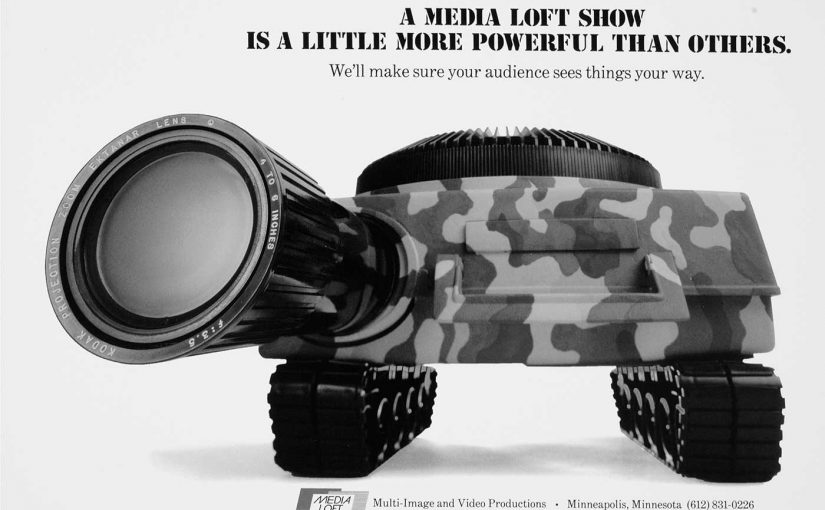 A MEDIA LOFT SHOW
IS A LITTLE MORE POWERFUL THAN OTHERS.
We'll make sure your audience sees things your way.
KODAK PROJECTION ZOOM EKTANAR LENS © 4 TO 6 INCHES F:3.5
MEDIA
LOFT
Multi-Image and Video Productions • Minneapolis, Minnesota (612) 831-0226